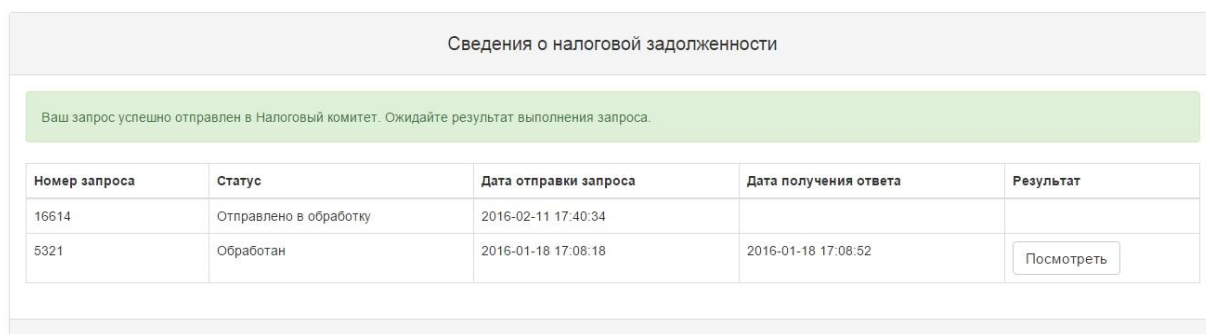 Сведения о налоговой задолженности
Ваш запрос успешно отправлен в Налоговый комитет. Ожидайте результат выполнения запроса.
Номер запроса Статус Дата отправки запроса Дата получения ответа Результат
16614 Отправлено в обработку 2016-02-11 17:40:34
5321 Обработан 2016-01-18 17:08:18 2016-01-18 17:08:52 Посмотреть